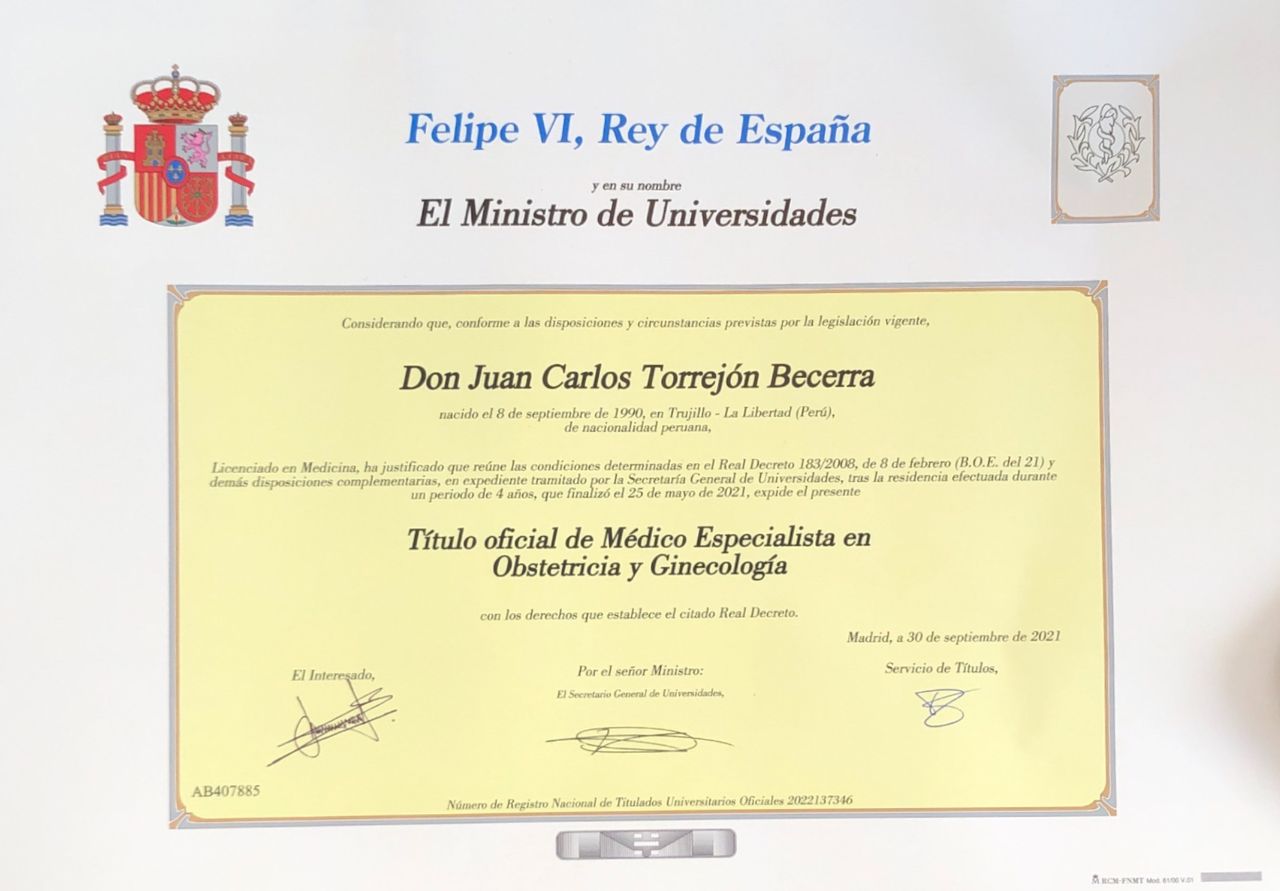 Felipe VI, Rey de España
y en su nombre
El Ministro de Universidades
Considerando que, conforme a las disposiciones y circunstancias previstas por la legislación vigente,
Don Juan Carlos Torrejón Becerra
nacido el 8 de septiembre de 1990, en Trujillo - La Libertad (Perú),
de nacionalidad peruana,
Licenciado en Medicina, ha justificado que reúne las condiciones determinadas en el Real Decreto 183/2008, de 8 de febrero (B.O.E. del 21) y
demás disposiciones complementarias, en expediente tramitado por la Secretaría General de Universidades, tras la residencia efectuada durante
un periodo de 4 años, que finalizó el 25 de mayo de 2021, expide el presente
Título oficial de Médico Especialista en
Obstetricia y Ginecología
con los derechos que establece el citado Real Decreto.
Madrid, a 30 de septiembre de 2021
El Interesado,
Por el señor Ministro:
Servicio de Títulos,
El Secretario General de Universidades,
AB407885
Número de Registro Nacional de Titulados Universitarios Oficiales 2022137346
RCM-FNMT Mod. 61/00 V.01